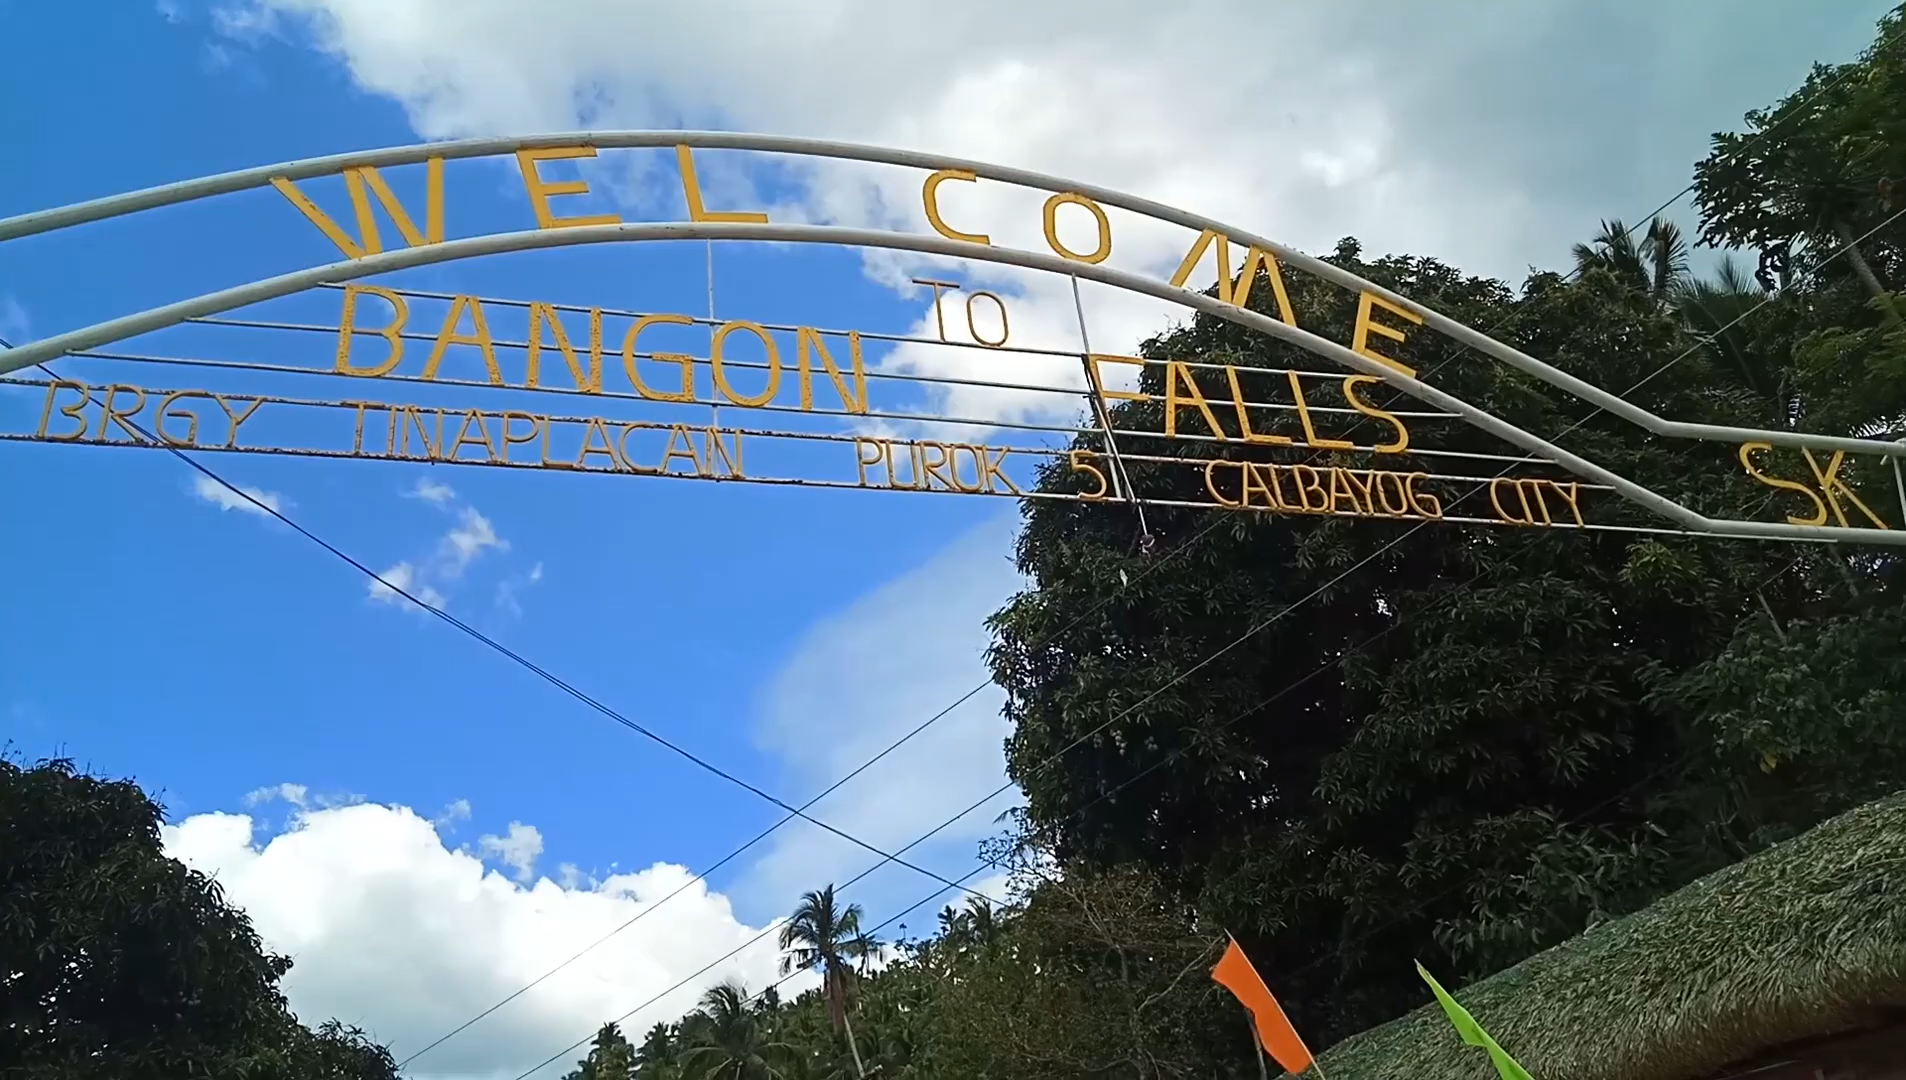 WELCOME
TO
BANGON FALLS
BRGY TINAPLACAN PUROK 5 CALBAYOG CITY
SK